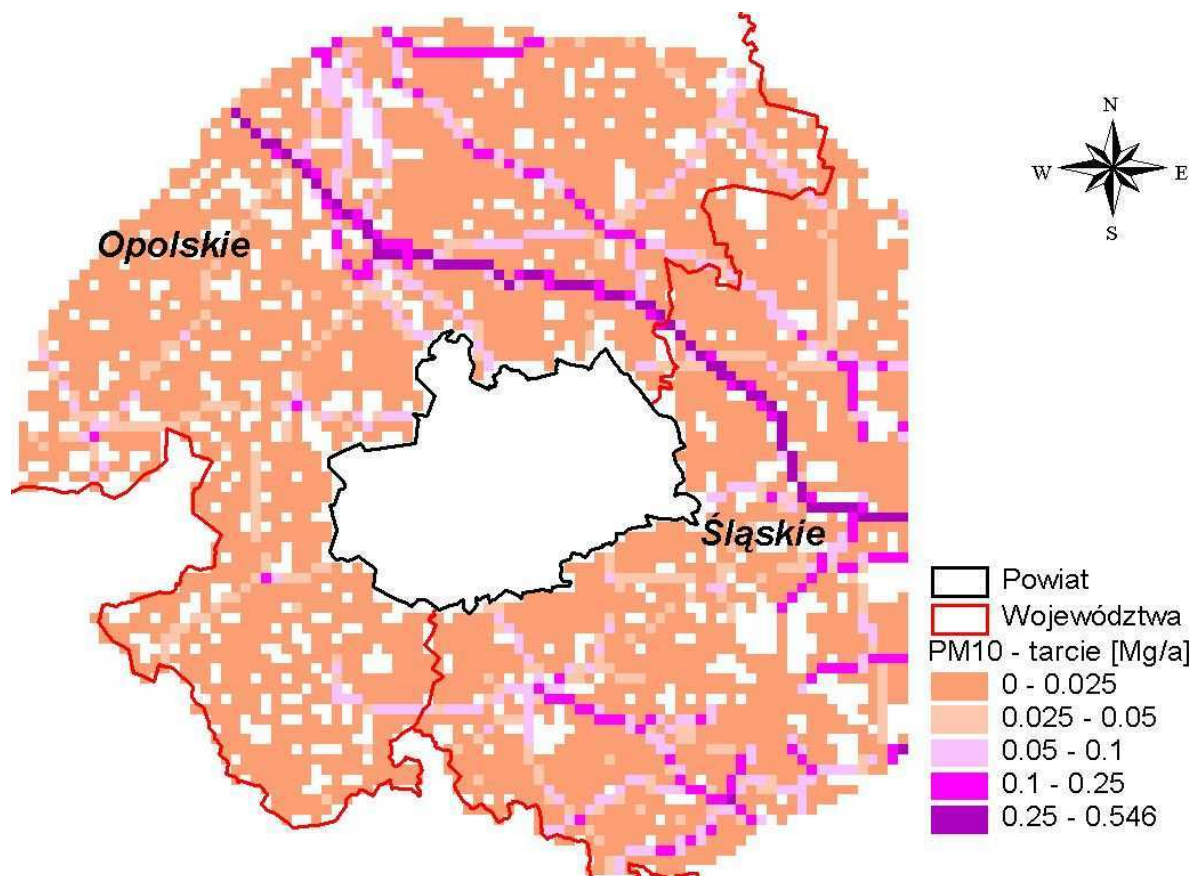 N
W E
S
Opolskie
Śląskie
Powiat
Województwa
PM10 - tarcie [Mg/a]
0 - 0.025
0.025 - 0.05
0.05 - 0.1
0.1 - 0.25
0.25 - 0.546